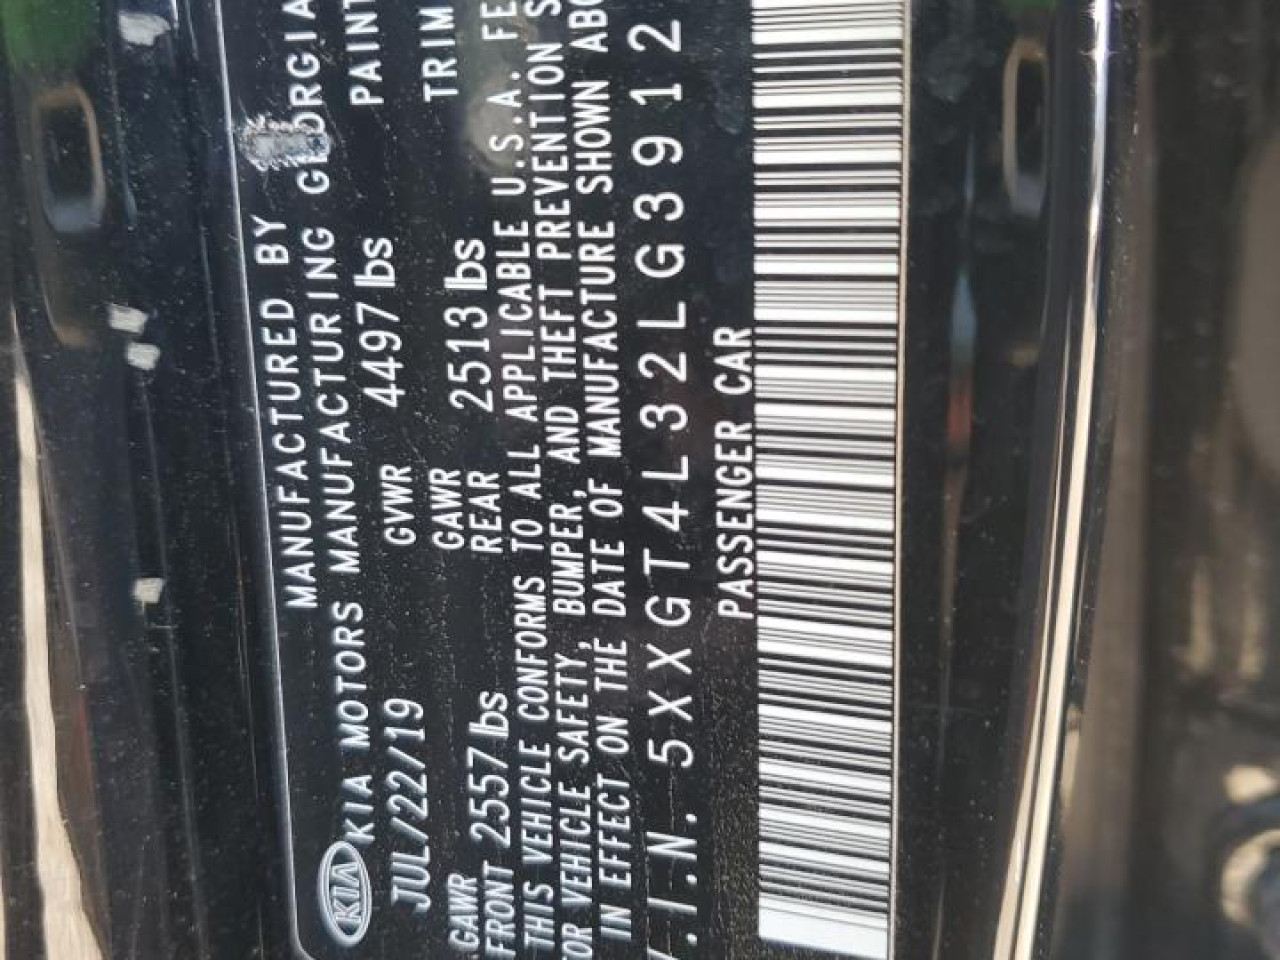 MANUFACTURED BY
KIA KIA MOTORS MANUFACTURING GEORGIA
JUL/22/19 GVWR 4497 lbs PAINT
GAWR FRONT 2557 lbs GAWR REAR 2513 lbs TRIM
THIS VEHICLE CONFORMS TO ALL APPLICABLE U.S.A. FE
OR VEHICLE SAFETY, BUMPER, AND THEFT PREVENTION S
IN EFFECT ON THE DATE OF MANUFACTURE SHOWN ABO
V.I.N. 5XXGT4L32LG3912
PASSENGER CAR